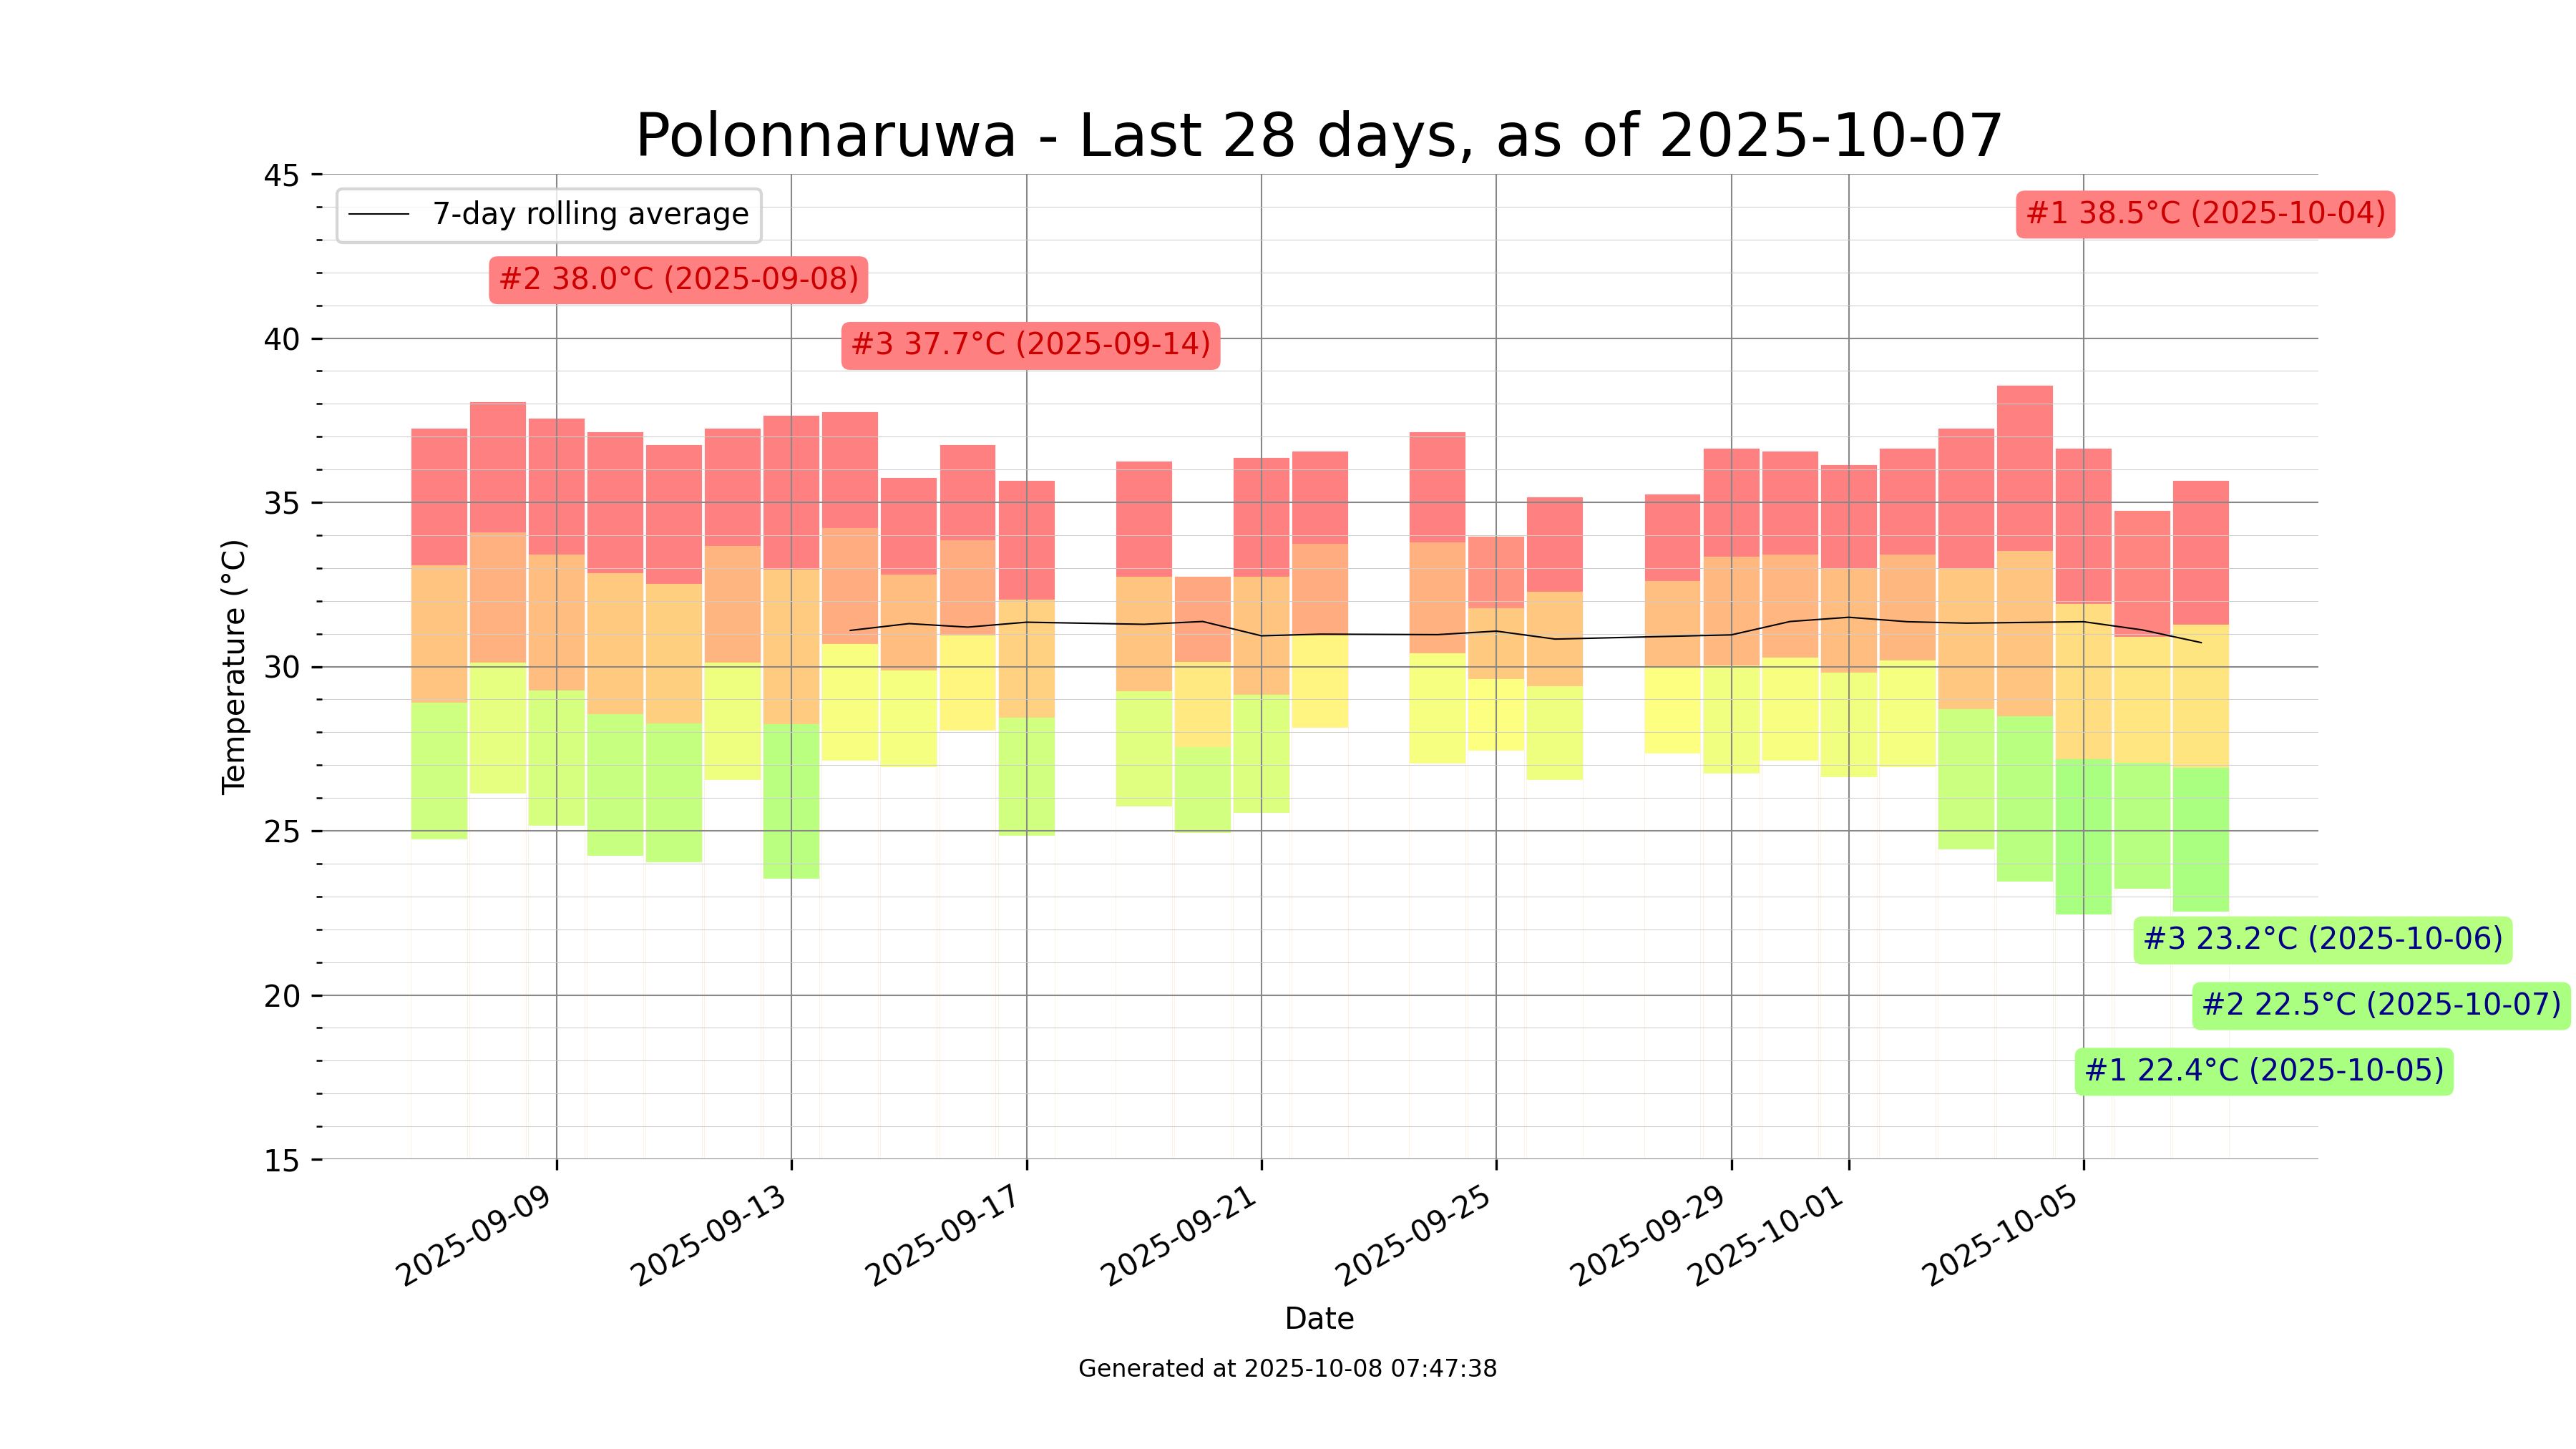 Polonnaruwa - Last 28 days, as of 2025-10-07
7-day rolling average
#1 38.5°C (2025-10-04)
#2 38.0°C (2025-09-08)
#3 37.7°C (2025-09-14)
45
40
35
30
25
20
15
Temperature (°C)
#3 23.2°C (2025-10-06)
#2 22.5°C (2025-10-07)
#1 22.4°C (2025-10-05)
2025-09-09
2025-09-13
2025-09-17
2025-09-21
2025-09-25
2025-09-29
2025-10-01
2025-10-05
Date
Generated at 2025-10-08 07:47:38